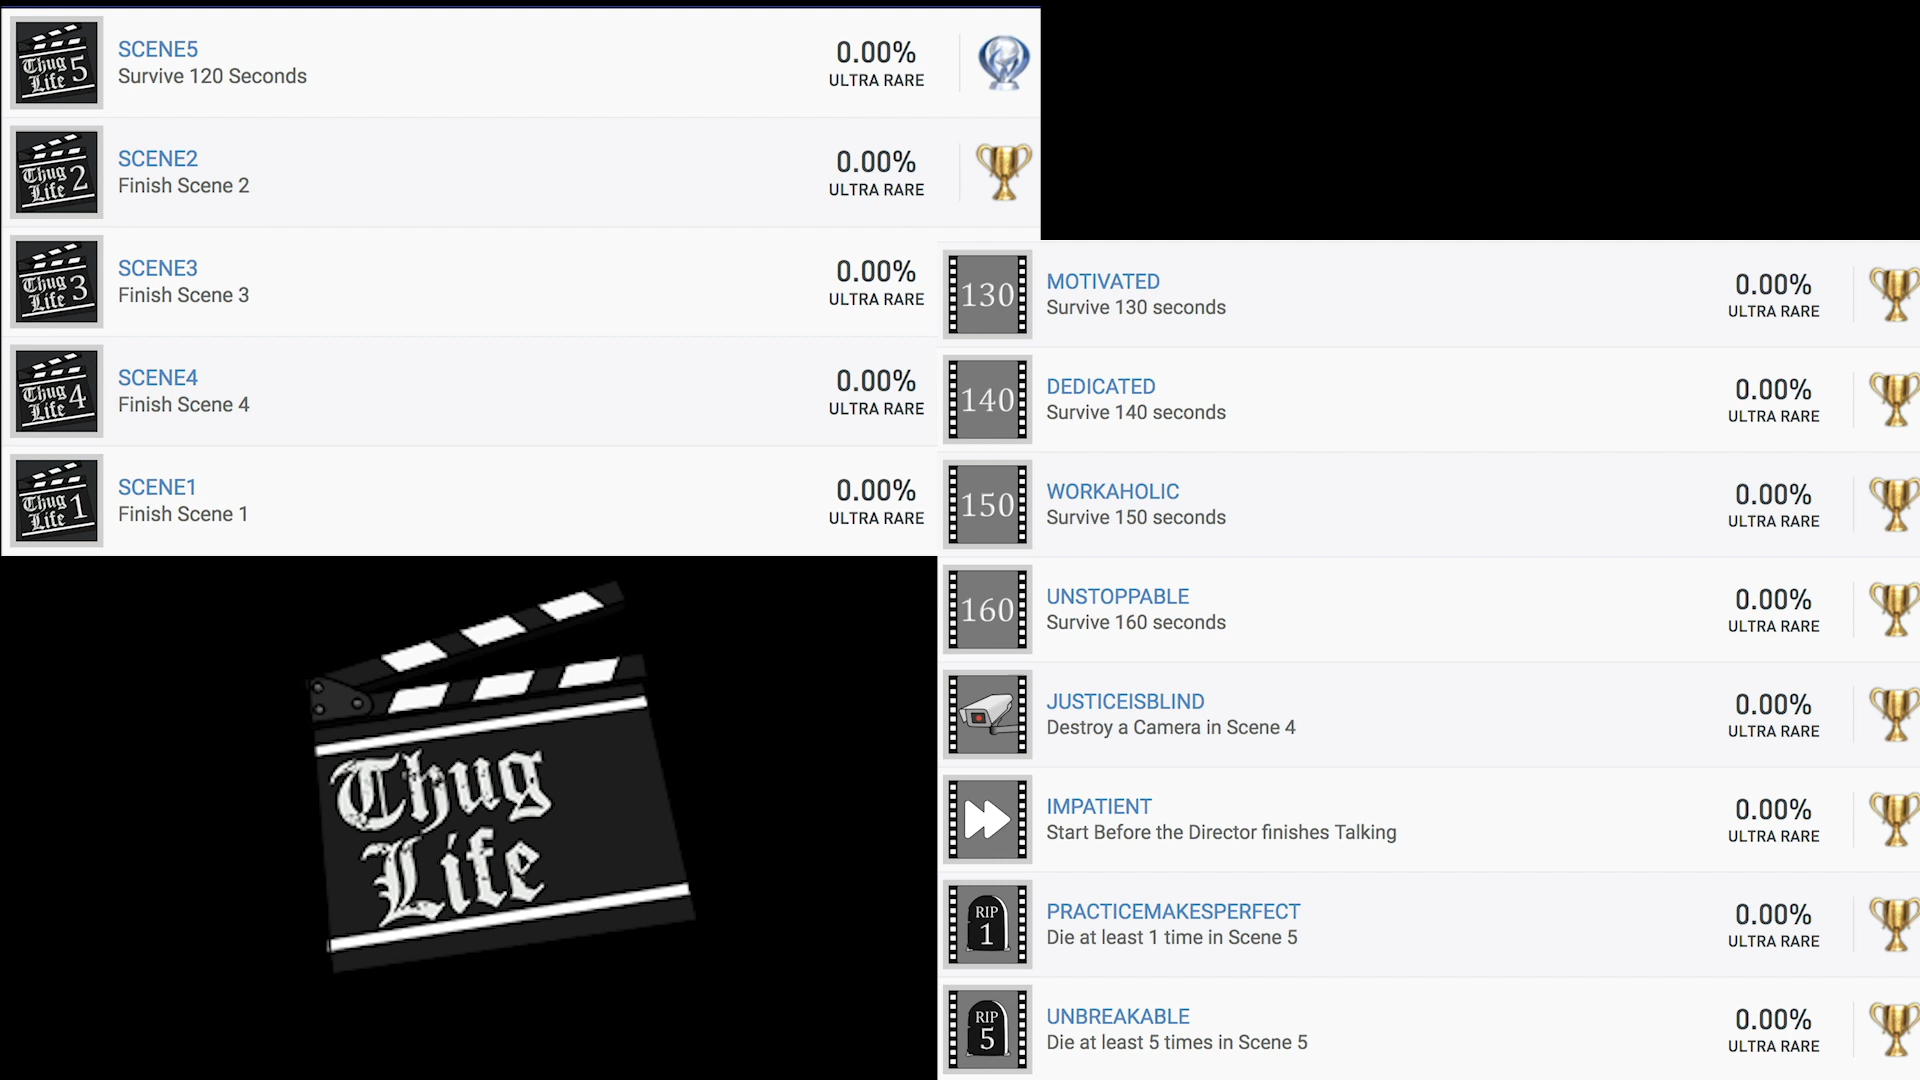 Thug
Life 5
SCENE5
Survive 120 Seconds
0.00%
ULTRA RARE
Thug
Life 2
SCENE2
Finish Scene 2
0.00%
ULTRA RARE
Thug
Life 3
SCENE3
Finish Scene 3
0.00%
ULTRA RARE
Thug
Life 4
SCENE4
Finish Scene 4
0.00%
ULTRA RARE
Thug
Life 1
SCENE1
Finish Scene 1
0.00%
ULTRA RARE
Thug
Life
130
MOTIVATED
Survive 130 seconds
0.00%
ULTRA RARE
140
DEDICATED
Survive 140 seconds
0.00%
ULTRA RARE
150
WORKAHOLIC
Survive 150 seconds
0.00%
ULTRA RARE
160
UNSTOPPABLE
Survive 160 seconds
0.00%
ULTRA RARE
JUSTICEISBLIND
Destroy a Camera in Scene 4
0.00%
ULTRA RARE
IMPATIENT
Start Before the Director finishes Talking
0.00%
ULTRA RARE
RIP
1
PRACTICEMAKESPERFECT
Die at least 1 time in Scene 5
0.00%
ULTRA RARE
RIP
5
UNBREAKABLE
Die at least 5 times in Scene 5
0.00%
ULTRA RARE